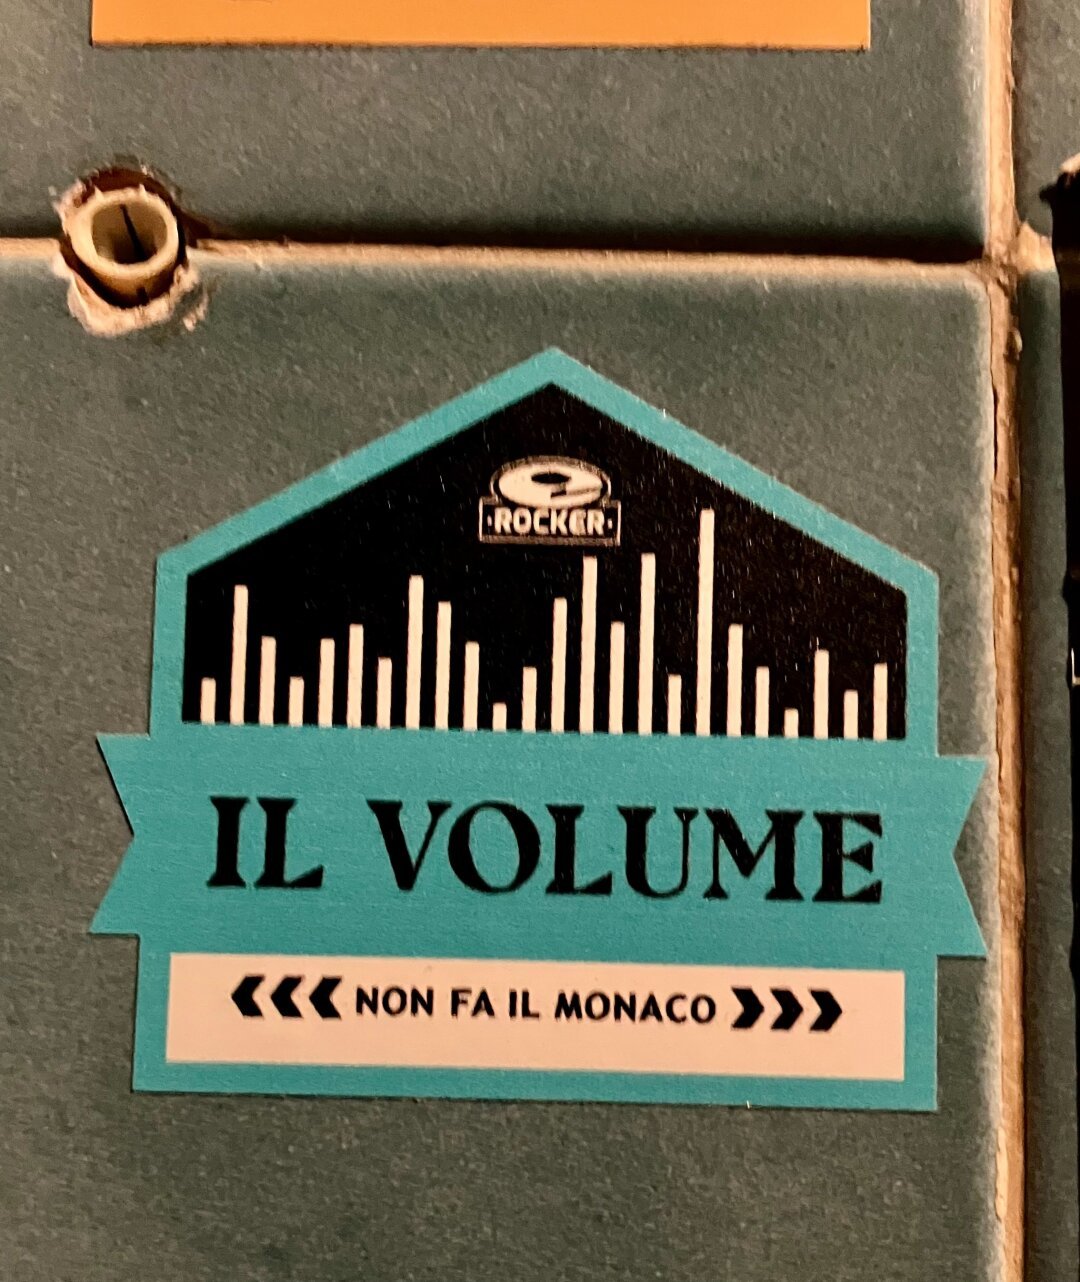 ·ROCKER·
IL VOLUME
NON FA IL MONACO